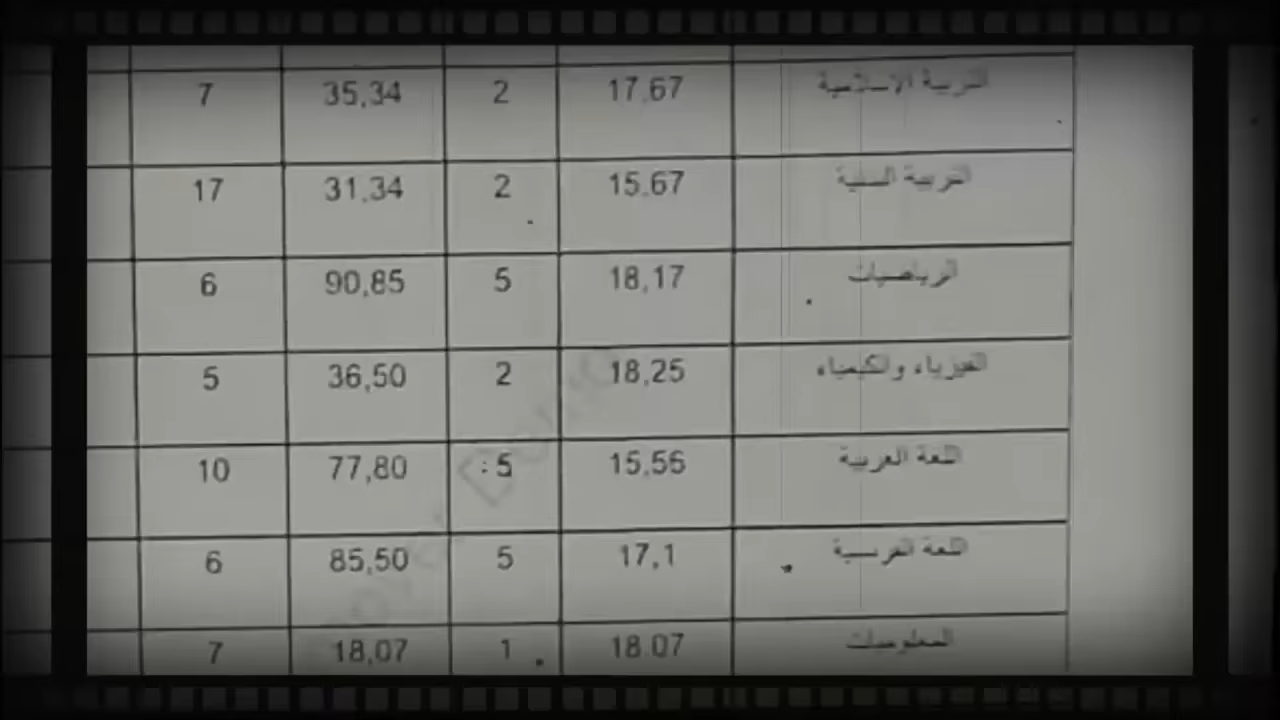 التربية الإسلامية 17,67 2 35,34 7
التربية البدنية 15,67 2 31,34 17
الرياضيات 18,17 5 90,85 6
الفيزياء والكيمياء 18,25 2 36,50 5
اللغة العربية 15,56 5 77,80 10
اللغة الفرنسية 17,1 5 85,50 6
المعلوميات 18.07 1 18,07 7